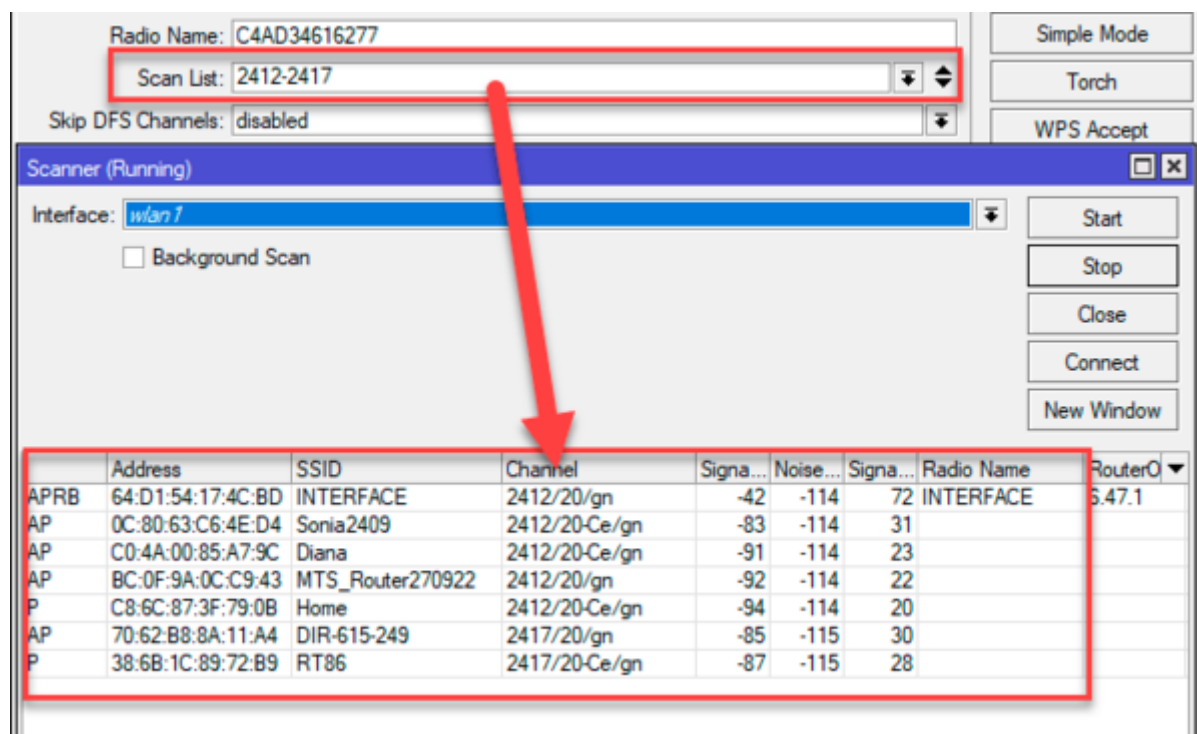 Radio Name: C4AD34616277 Simple Mode
Scan List: 2412-2417 Torch
Skip DFS Channels: disabled WPS Accept
Scanner (Running)
Interface: wlan1 Start
Background Scan Stop
Close
Connect
New Window
Address SSID Channel Signa... Noise... Signa... Radio Name RouterO
APRB 64:D1:54:17:4C:BD INTERFACE 2412/20/gn -42 -114 72 INTERFACE 6.47.1
AP 0C:80:63:C6:4E:D4 Sonia2409 2412/20-Ce/gn -83 -114 31
AP C0:4A:00:85:A7:9C Diana 2412/20-Ce/gn -91 -114 23
AP BC:0F:9A:0C:C9:43 MTS_Router270922 2412/20/gn -92 -114 22
P C8:6C:87:3F:79:0B Home 2412/20-Ce/gn -94 -114 20
AP 70:62:B8:8A:11:A4 DIR-615-249 2417/20/gn -85 -115 30
P 38:6B:1C:89:72:B9 RT86 2417/20-Ce/gn -87 -115 28